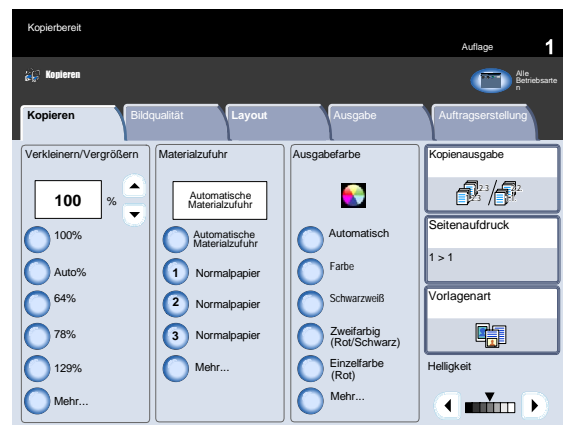 Kopierbereit
Auflage
1
Kopieren
Alle
Betriebsarte
n
Kopieren
Bildqualität
Layout
Ausgabe
Auftragserstellung
Verkleinern/Vergrößern
100
%
100%
Auto%
64%
78%
129%
Mehr...
Materialzufuhr
Automatische
Materialzufuhr
Automatische
Materialzufuhr
1 Normalpapier
2 Normalpapier
3 Normalpapier
Mehr...
Ausgabefarbe
Automatisch
Farbe
Schwarzweiß
Zweifarbig
(Rot/Schwarz)
Einzelfarbe
(Rot)
Mehr...
Kopienausgabe
Seitenaufdruck
1 > 1
Vorlagenart
Helligkeit